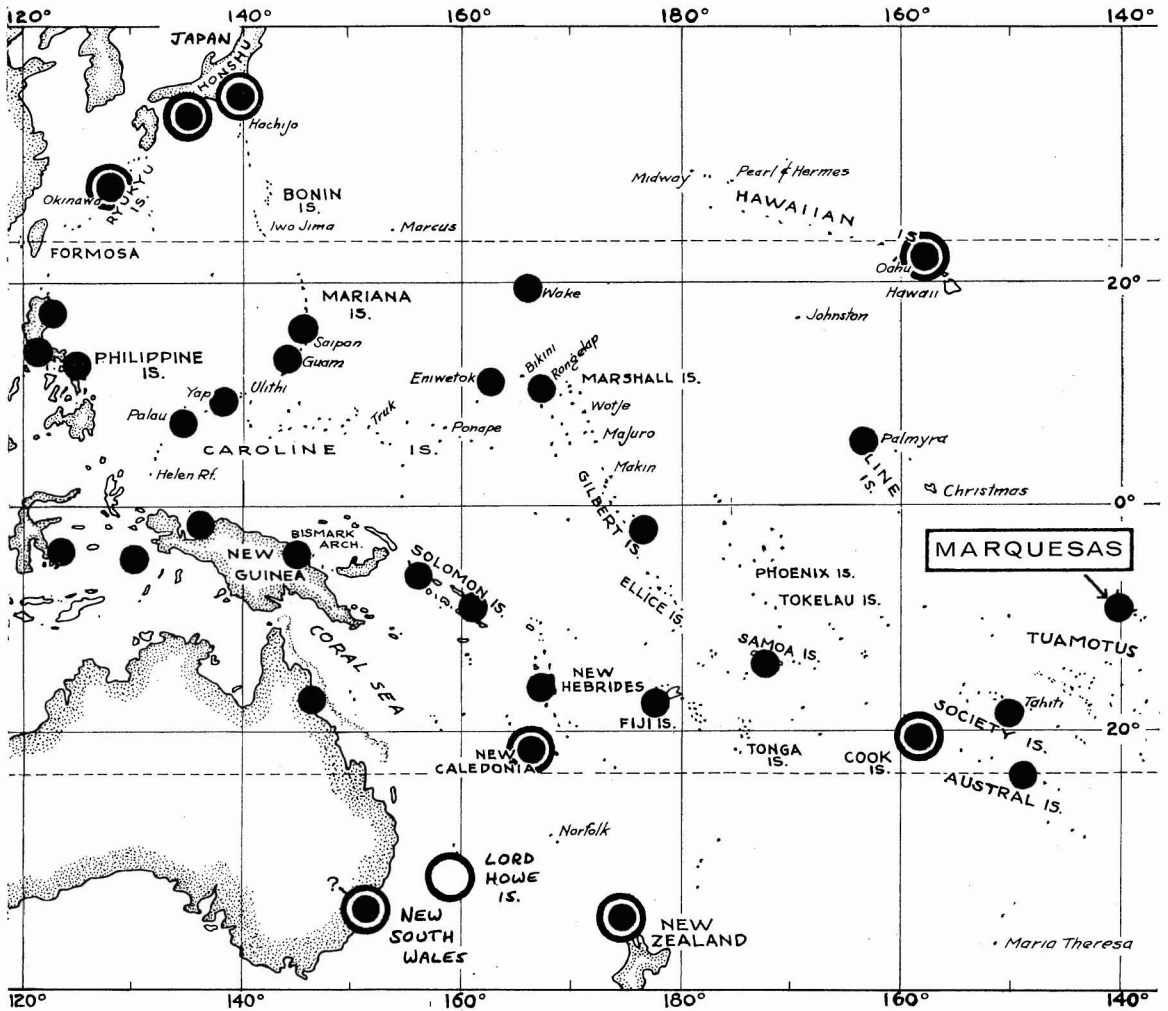 120° 140° 160° 180° 160° 140°
JAPAN
HONSHU
Hachijo
Okinawa
RYUKYU
IS.
BONIN
IS.
Iwo Jima
Marcus
Midway
Pearl & Hermes
HAWAIIAN
IS.
FORMOSA
Oahu
Hawaii
20°
MARIANA
IS.
Wake
Johnston
Saipan
Guam
PHILIPPINE
IS.
Eniwetok
Bikini
Rongelap
MARSHALL IS.
Yap
Ulithi
Wotje
Palau
Truk
Ponape
Majuro
Palmyra
CAROLINE IS.
Helen Rf.
Makin
LINE
IS.
Christmas
GILBERT IS.
0°
BISMARK
ARCH.
NEW
GUINEA
SOLOMON IS.
MARQUESAS
PHOENIX IS.
ELLICE IS.
TOKELAU IS.
CORAL SEA
TUAMOTUS
SAMOA IS.
NEW
HEBRIDES
Tahiti
SOCIETY IS.
FIJI IS.
20°
NEW
CALEDONIA
TONGA
IS.
COOK
IS.
AUSTRAL IS.
Norfolk
LORD
HOWE
IS.
?
NEW
SOUTH
WALES
NEW
ZEALAND
Maria Theresa
120° 140° 160° 180° 160° 140°